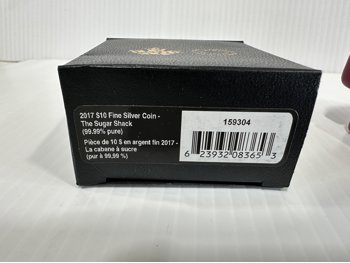 2017 $10 Fine Silver Coin -
The Sugar Shack
(99.99% pure)
Pièce de 10 $ en argent fin 2017 -
La cabane à sucre
(pur à 99,99 %)
159304
6 23932 08365 3